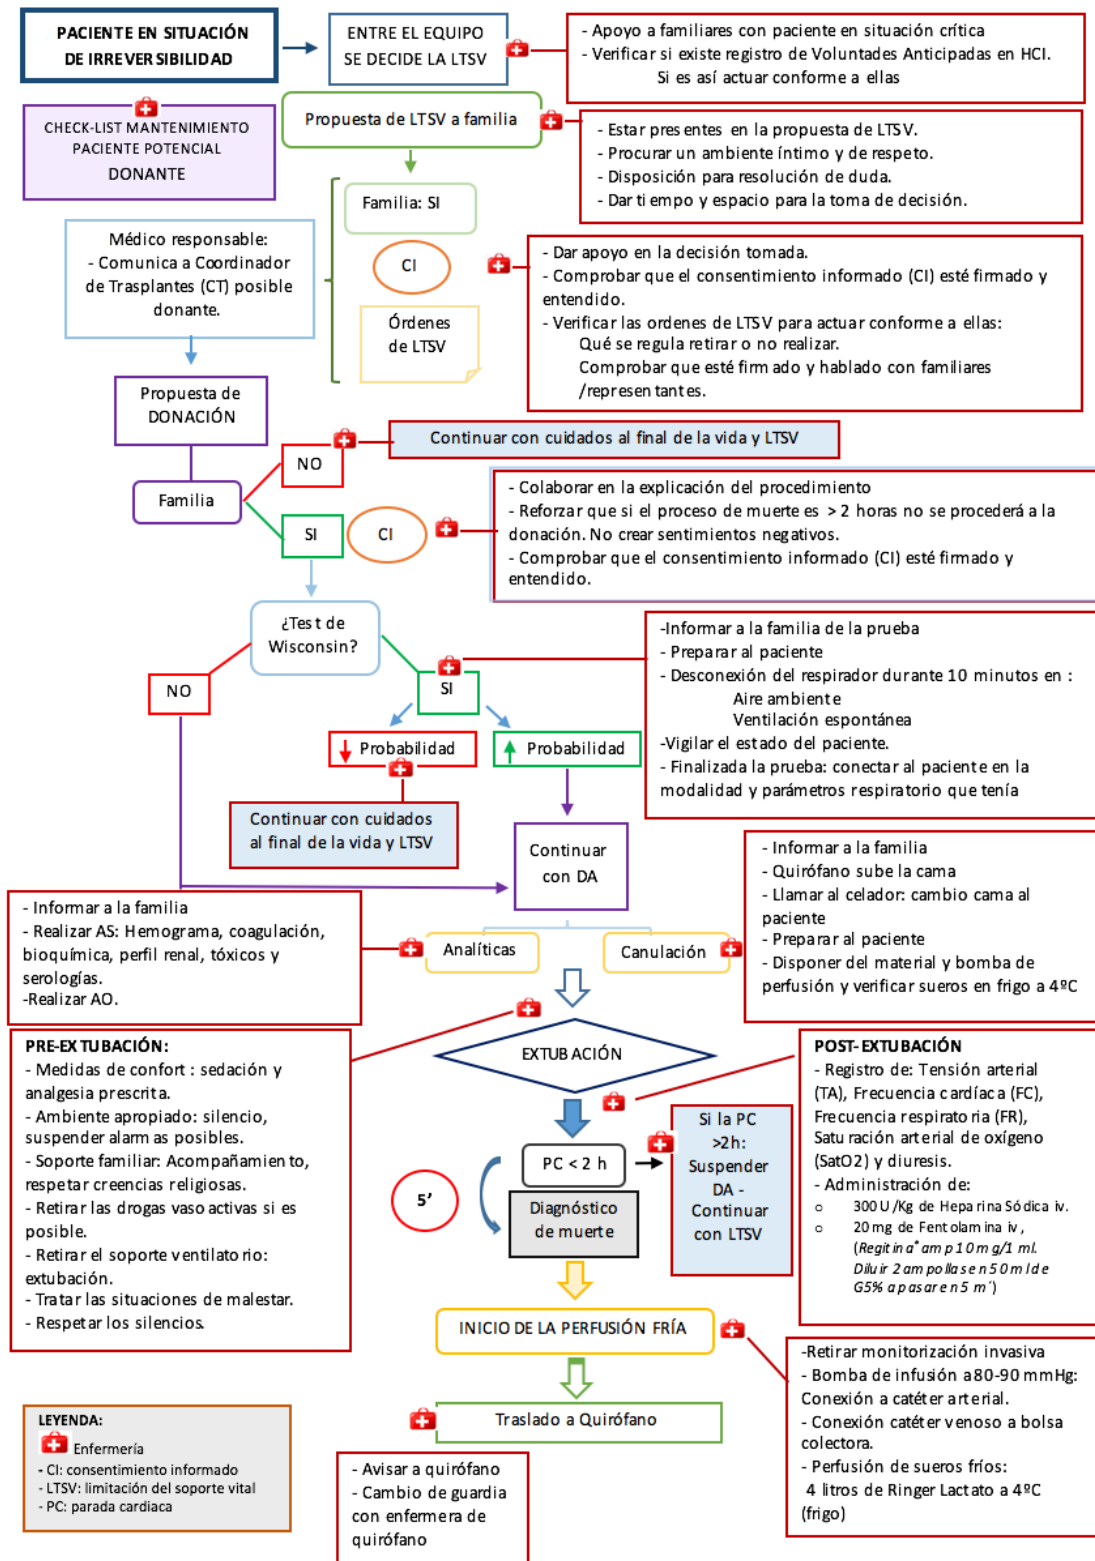 PACIENTE EN SITUACIÓN
DE IRREVERSIBILIDAD
ENTRE EL EQUIPO
SE DECIDE LA LTSV
- Apoyo a familiares con paciente en situación crítica
- Verificar si existe registro de Voluntades Anticipadas en HCI.
Si es así actuar conforme a ellas
CHECK-LIST MANTENIMIENTO
PACIENTE POTENCIAL
DONANTE
Propuesta de LTSV a familia
- Estar presentes en la propuesta de LTSV.
- Procurar un ambiente íntimo y de respeto.
- Disposición para resolución de duda.
- Dar tiempo y espacio para la toma de decisión.
Familia: SI
CI
Órdenes
de LTSV
Médico responsable:
- Comunica a Coordinador
de Trasplantes (CT) posible
donante.
- Dar apoyo en la decisión tomada.
- Comprobar que el consentimiento informado (CI) esté firmado y
entendido.
- Verificar las ordenes de LTSV para actuar conforme a ellas:
Qué se regula retirar o no realizar.
Comprobar que esté firmado y hablado con familiares
/representantes.
Propuesta de
DONACIÓN
NO
Continuar con cuidados al final de la vida y LTSV
Familia
SI
CI
- Colaborar en la explicación del procedimiento
- Reforzar que si el proceso de muerte es > 2 horas no se procederá a la
donación. No crear sentimientos negativos.
- Comprobar que el consentimiento informado (CI) esté firmado y
entendido.
¿Test de
Wisconsin?
NO
SI
-Informar a la familia de la prueba
- Preparar al paciente
- Desconexión del respirador durante 10 minutos en :
Aire ambiente
Ventilación espontánea
-Vigilar el estado del paciente.
- Finalizada la prueba: conectar al paciente en la
modalidad y parámetros respiratorio que tenía
Probabilidad
Probabilidad
Continuar con cuidados
al final de la vida y LTSV
Continuar
con DA
- Informar a la familia
- Quirófano sube la cama
- Llamar al celador: cambio cama al
paciente
- Preparar al paciente
- Disponer del material y bomba de
perfusión y verificar sueros en frigo a 4ºC
- Informar a la familia
- Realizar AS: Hemograma, coagulación,
bioquímica, perfil renal, tóxicos y
serologías.
-Realizar AO.
Analíticas
Canulación
EXTUBACIÓN
PRE-EXTUBACIÓN:
- Medidas de confort : sedación y
analgesia prescrita.
- Ambiente apropiado: silencio,
suspender alarmas posibles.
- Soporte familiar: Acompañamiento,
respetar creencias religiosas.
- Retirar las drogas vasoactivas si es
posible.
- Retirar el soporte ventilatorio:
extubación.
- Tratar las situaciones de malestar.
- Respetar los silencios.
POST-EXTUBACIÓN
- Registro de: Tensión arterial
(TA), Frecuencia cardíaca (FC),
Frecuencia respiratoria (FR),
Saturación arterial de oxígeno
(SatO2) y diuresis.
- Administración de:
o 300 U/Kg de Heparina Sódica iv.
o 20 mg de Fentolamina iv,
(Regitina* amp 10 mg/1 ml.
Diluir 2 ampollas en 50 ml de
G5% a pasar en 5 m´)
5’
PC < 2 h
Diagnóstico
de muerte
Si la PC
>2h:
Suspender
DA -
Continuar
con LTSV
INICIO DE LA PERFUSIÓN FRÍA
-Retirar monitorización invasiva
- Bomba de infusión a 80-90 mmHg:
Conexión a catéter arterial.
- Conexión catéter venoso a bolsa
colectora.
- Perfusión de sueros fríos:
4 litros de Ringer Lactato a 4ºC
(frigo)
Traslado a Quirófano
- Avisar a quirófano
- Cambio de guardia
con enfermera de
quirófano
LEYENDA:
Enfermería
- CI: consentimiento informado
- LTSV: limitación del soporte vital
- PC: parada cardiaca